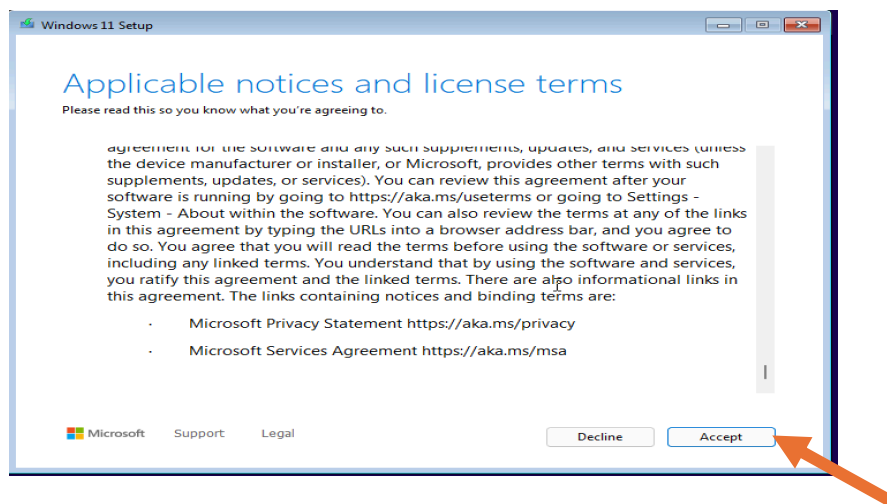 Windows 11 Setup
Applicable notices and license terms
Please read this so you know what you're agreeing to.
agreement for the software and any such supplements, updates, and services (unless
the device manufacturer or installer, or Microsoft, provides other terms with such
supplements, updates, or services). You can review this agreement after your
software is running by going to https://aka.ms/useterms or going to Settings -
System - About within the software. You can also review the terms at any of the links
in this agreement by typing the URLs into a browser address bar, and you agree to
do so. You agree that you will read the terms before using the software or services,
including any linked terms. You understand that by using the software and services,
you ratify this agreement and the linked terms. There are also informational links in
this agreement. The links containing notices and binding terms are:
· Microsoft Privacy Statement https://aka.ms/privacy
· Microsoft Services Agreement https://aka.ms/msa
Microsoft Support Legal Decline Accept